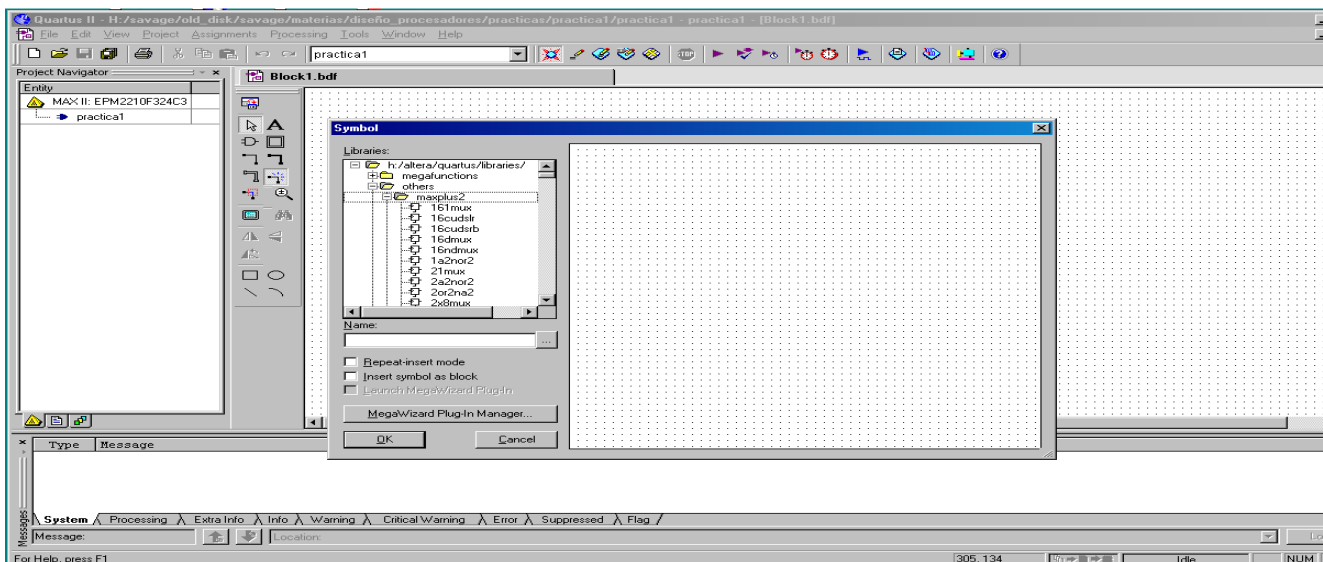 Quartus II - H:/savage/old_disk/savage/materias/diseño_procesadores/practicas/practica1/practica1 - practica1 - [Block1.bdf]
File Edit View Project Assignments Processing Tools Window Help
practica1
Project Navigator
Block1.bdf
Entity
MAX II: EPM2210F324C3
practica1
Symbol
Libraries:
h:/altera/quartus/libraries/
megafunctions
others
maxplus2
161mux
16cudslr
16cudsrb
16dmux
16ndmux
1a2nor2
21mux
2a2nor2
2or2na2
2x8mux
Name:
...
Repeat-insert mode
Insert symbol as block
Launch MegaWizard Plug-In
MegaWizard Plug-In Manager...
OK Cancel
Type Message
System Processing Extra Info Info Warning Critical Warning Error Suppressed Flag
Messages
Message: Location:
For Help, press F1 305, 134 Idle NUM